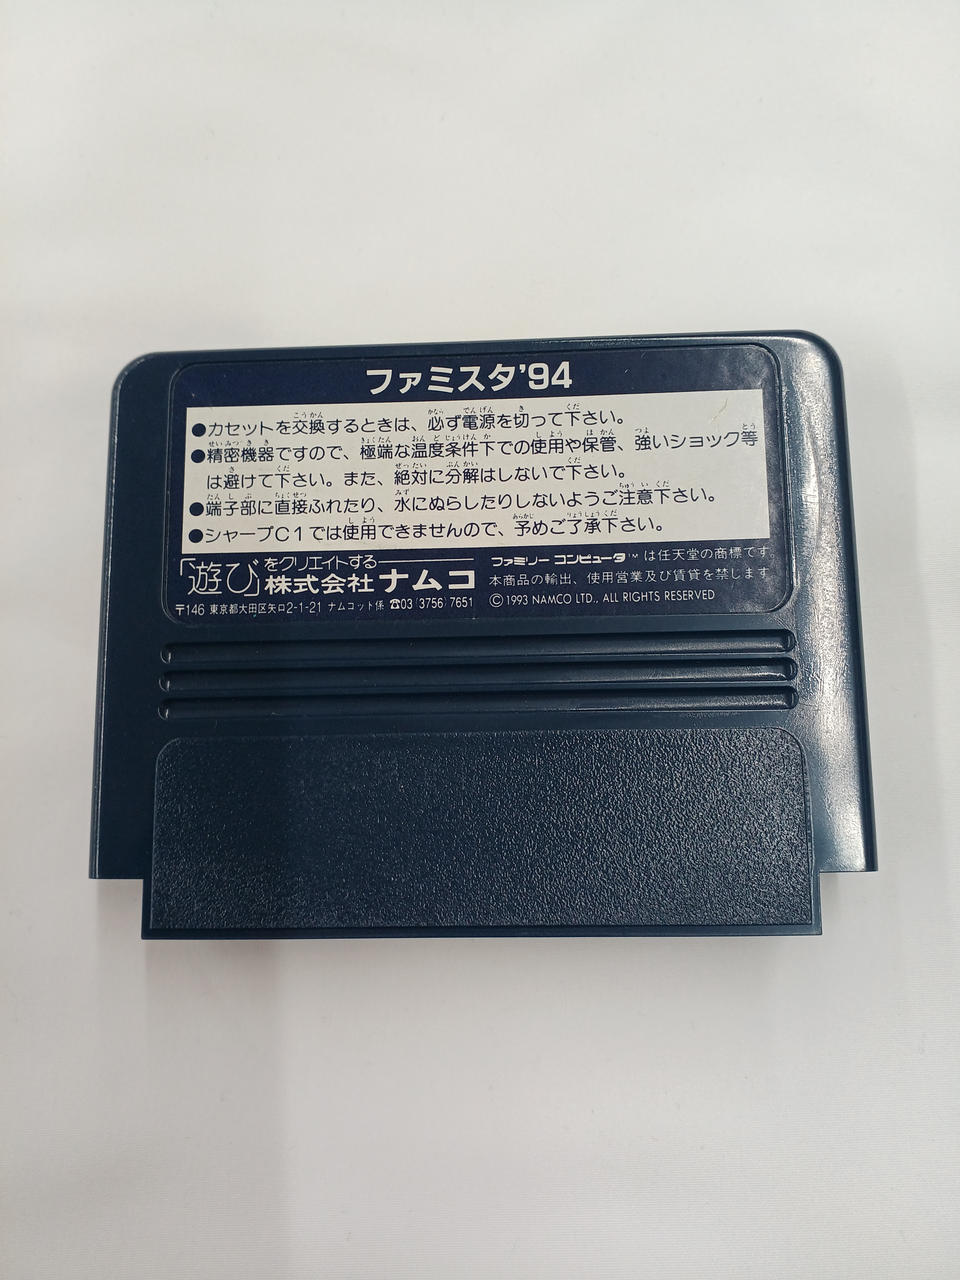 ファミスタ'94
●カセットを交換するときは、必ず電源を切って下さい。
●精密機器ですので、極端な温度条件下での使用や保管、強いショック等
は避けて下さい。また、絶対に分解はしないで下さい。
●端子部に直接ふれたり、水にぬらしたりしないようご注意下さい。
●シャープC1では使用できませんので、予めご了承下さい。
「遊び」をクリエイトする
株式会社ナムコ
〒146 東京都大田区矢口2-1-21 ナムコット係 ☎03(3756)7651
ファミリーコンピュータ™は任天堂の商標です。
本商品の輸出、使用営業及び賃貸を禁じます。
©1993 NAMCO LTD., ALL RIGHTS RESERVED